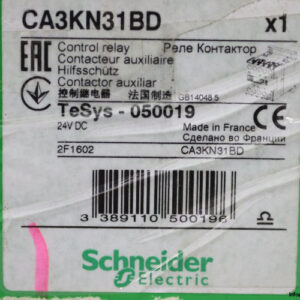 CA3KN31BD x1
EAC Control relay Реле Контактор
Contacteur auxiliaire
Hilfsschütz
Contactor auxiliar
控制继电器 法国制造 GB14048.5
TeSys - 050019
24V DC
Made in France
Сделано во Франции
2F1602 CA3KN31BD
3 389110 500196
Schneider
Electric